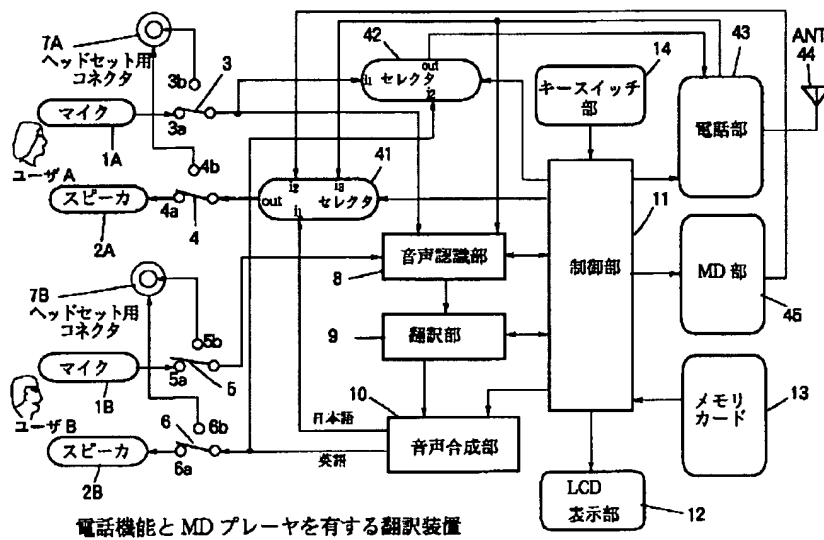 7A
ヘッドセット用
コネクタ
3b
3
マイク
3a
1A
ユーザA
4b
スピーカ
4a
4
2A
42
out
i1
セレクタ
i2
41
i2
i3
out
i1
セレクタ
14
キースイッチ
部
43
ANT
44
電話部
11
制御部
音声認識部
8
MD部
45
7B
ヘッドセット用
コネクタ
5b
マイク
5a
5
1B
ユーザB
6
6b
スピーカ
6a
2B
9
翻訳部
10
日本語
音声合成部
英語
メモリ
カード
13
LCD
表示部
12
電話機能と MD プレーヤを有する翻訳装置